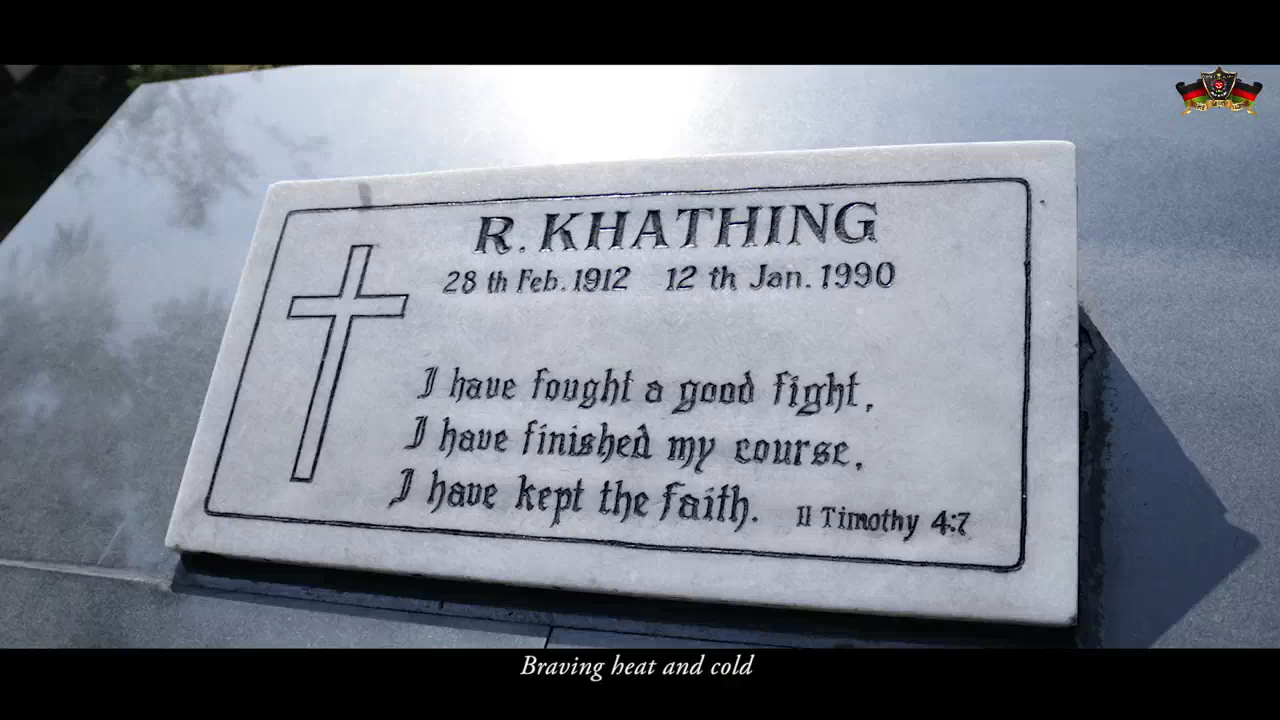 R. KHATHING
28 th Feb. 1912 12 th Jan. 1990
I have fought a good fight,
I have finished my course,
I have kept the faith. II Timothy 4:7
Braving heat and cold